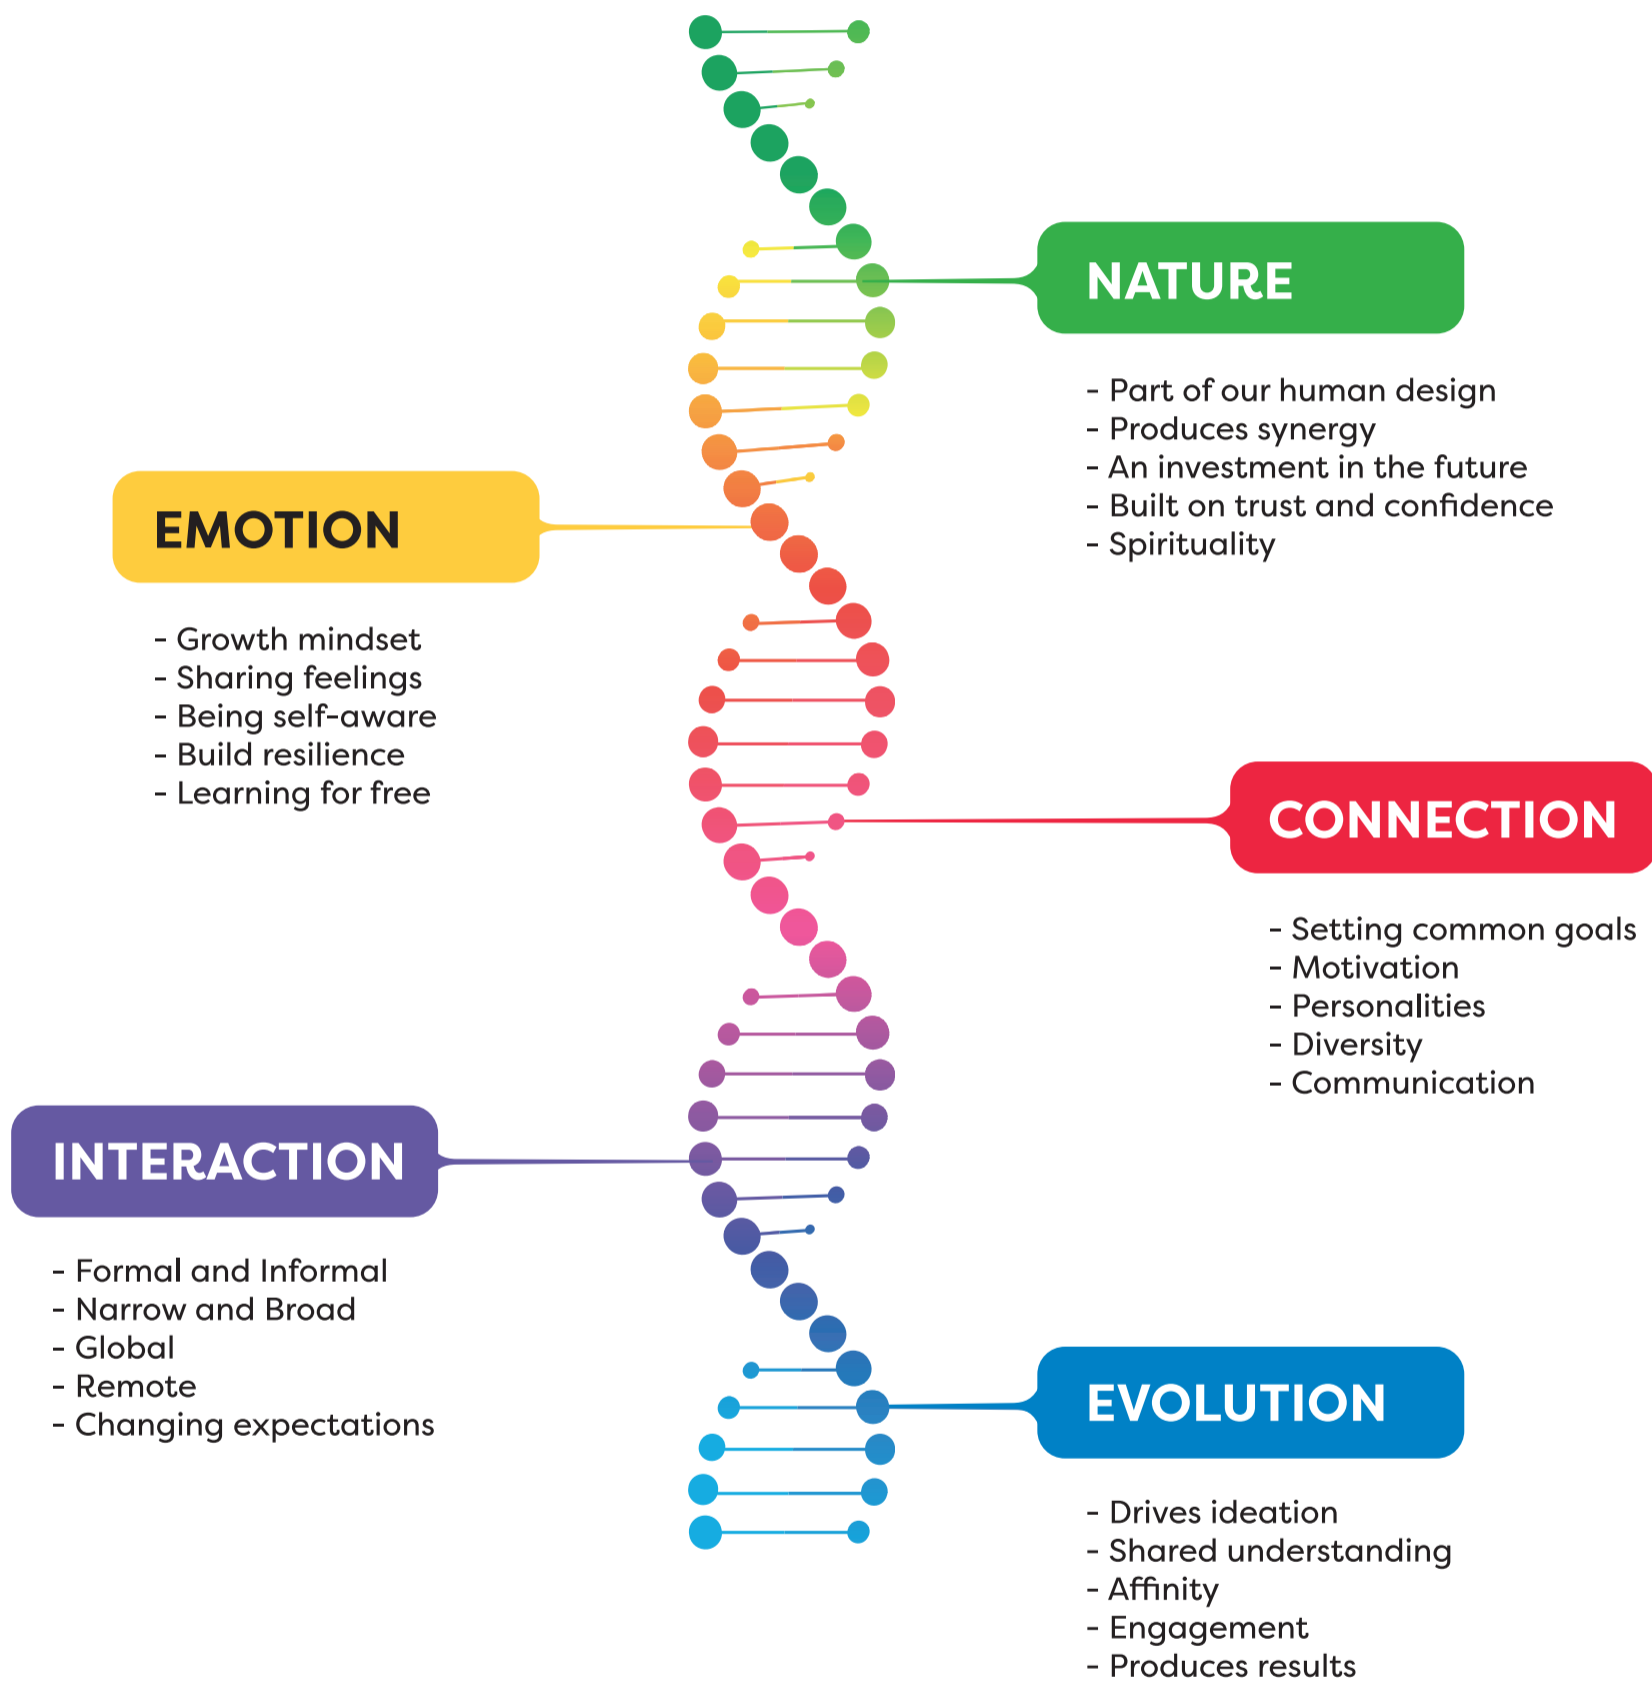 NATURE
- Part of our human design
- Produces synergy
- An investment in the future
- Built on trust and confidence
- Spirituality
EMOTION
- Growth mindset
- Sharing feelings
- Being self-aware
- Build resilience
- Learning for free
CONNECTION
- Setting common goals
- Motivation
- Personalities
- Diversity
- Communication
INTERACTION
- Formal and Informal
- Narrow and Broad
- Global
- Remote
- Changing expectations
EVOLUTION
- Drives ideation
- Shared understanding
- Affinity
- Engagement
- Produces results